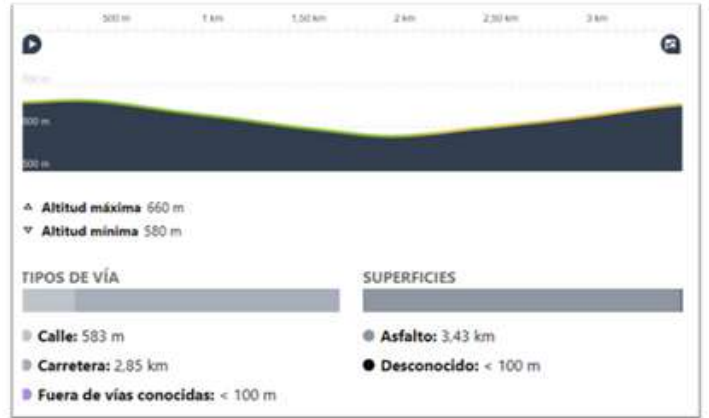 500 m 1 km 1,50 km 2 km 2,50 km 3 km
700 m
600 m
500 m
Altitud máxima 660 m
Altitud mínima 580 m
TIPOS DE VÍA SUPERFICIES
Calle: 583 m Asfalto: 3,43 km
Carretera: 2,85 km Desconocido: < 100 m
Fuera de vías conocidas: < 100 m